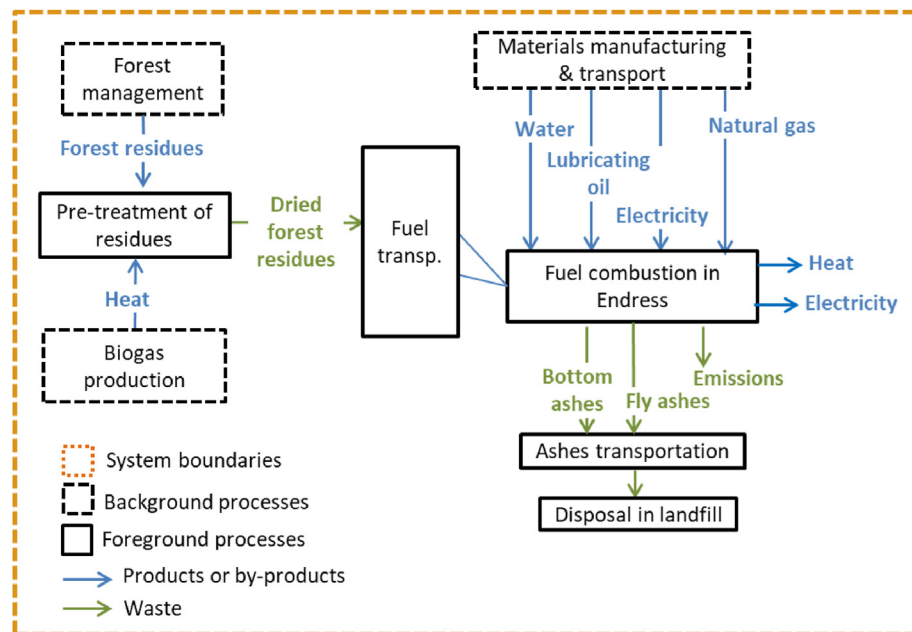 Forest
management
Forest residues
Pre-treatment of
residues
Heat
Biogas
production
Dried
forest
residues
Fuel
transp.
Materials manufacturing
& transport
Water
Lubricating
oil
Electricity
Natural gas
Fuel combustion in
Endress
Heat
Electricity
Bottom
ashes
Fly ashes
Emissions
Ashes transportation
Disposal in landfill
System boundaries
Background processes
Foreground processes
Products or by-products
Waste